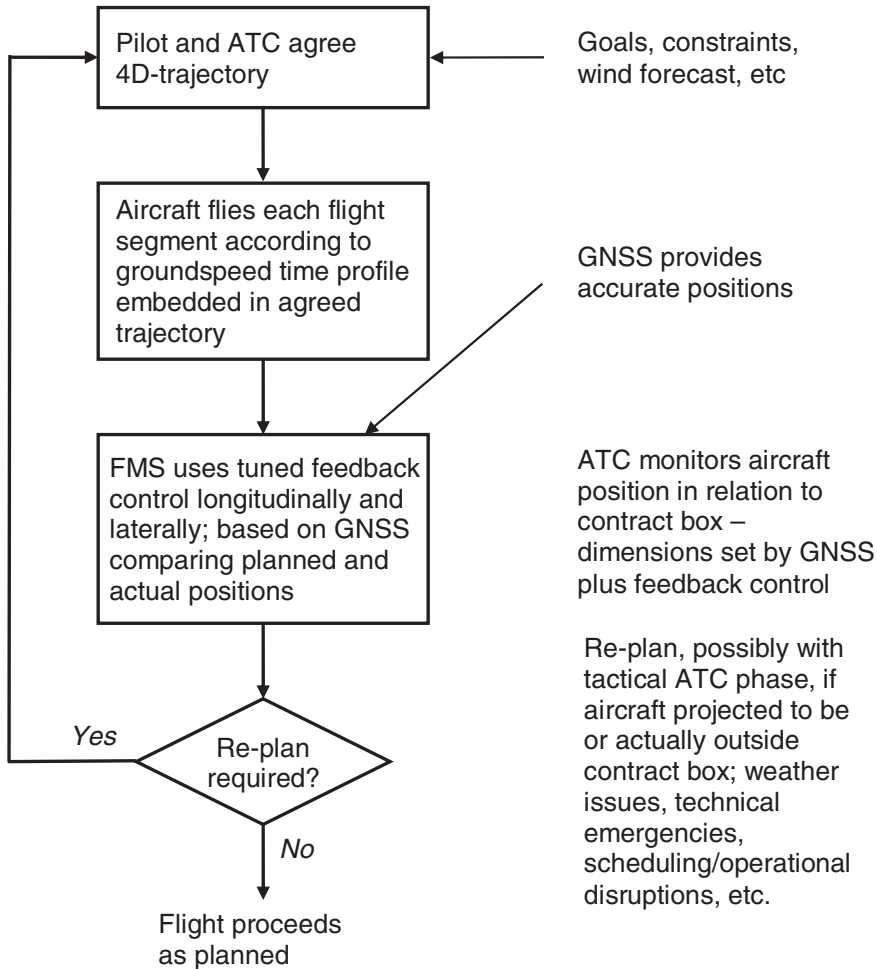 Pilot and ATC agree
4D-trajectory
Goals, constraints,
wind forecast, etc
Aircraft flies each flight
segment according to
groundspeed time profile
embedded in agreed
trajectory
GNSS provides
accurate positions
FMS uses tuned feedback
control longitudinally and
laterally; based on GNSS
comparing planned and
actual positions
ATC monitors aircraft
position in relation to
contract box –
dimensions set by GNSS
plus feedback control
Re-plan, possibly with
tactical ATC phase, if
aircraft projected to be
or actually outside
contract box; weather
issues, technical
emergencies,
scheduling/operational
disruptions, etc.
Yes
Re-plan
required?
No
Flight proceeds
as planned